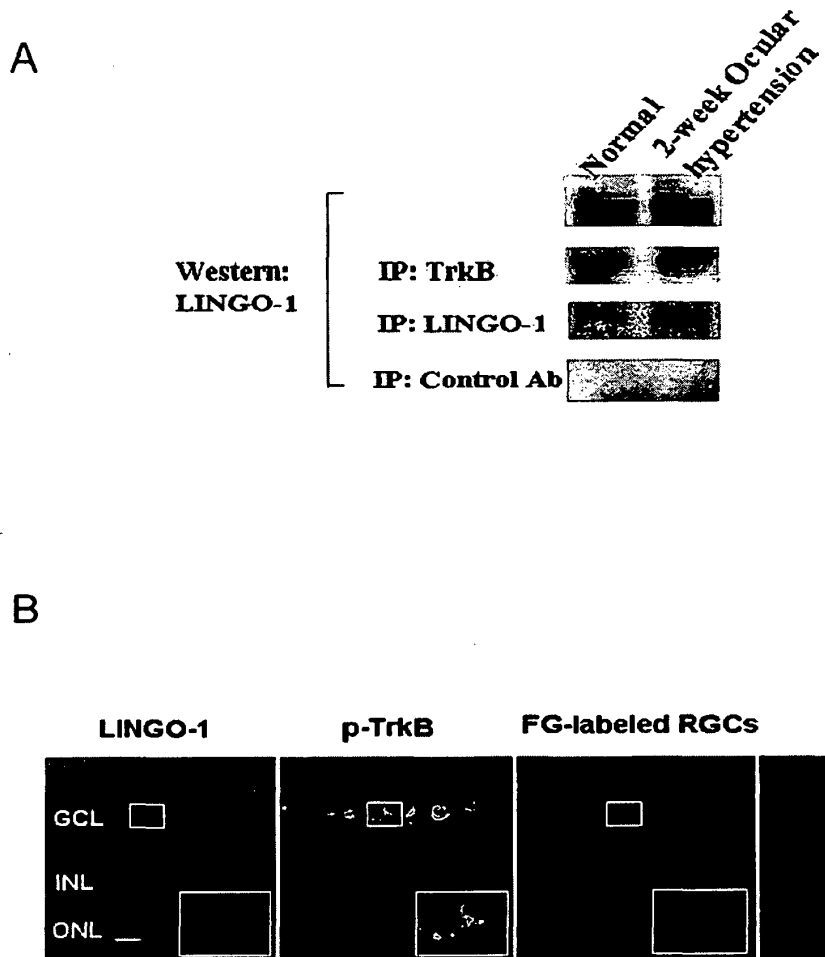 A
Normal
2-week Ocular
hypertension
Western:
LINGO-1
IP: TrkB
IP: LINGO-1
IP: Control Ab
B
LINGO-1
p-TrkB
FG-labeled RGCs
GCL
INL
ONL